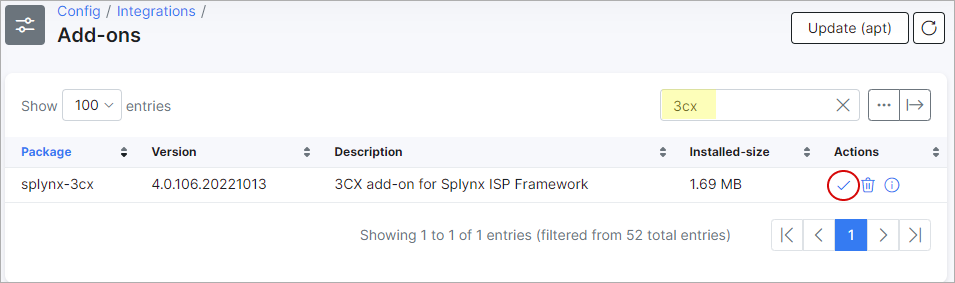 Config / Integrations /
Add-ons
Update (apt)
Show 100 entries
3cx
Package Version Description Installed-size Actions
splynx-3cx 4.0.106.20221013 3CX add-on for Splynx ISP Framework 1.69 MB
Showing 1 to 1 of 1 entries (filtered from 52 total entries) 1